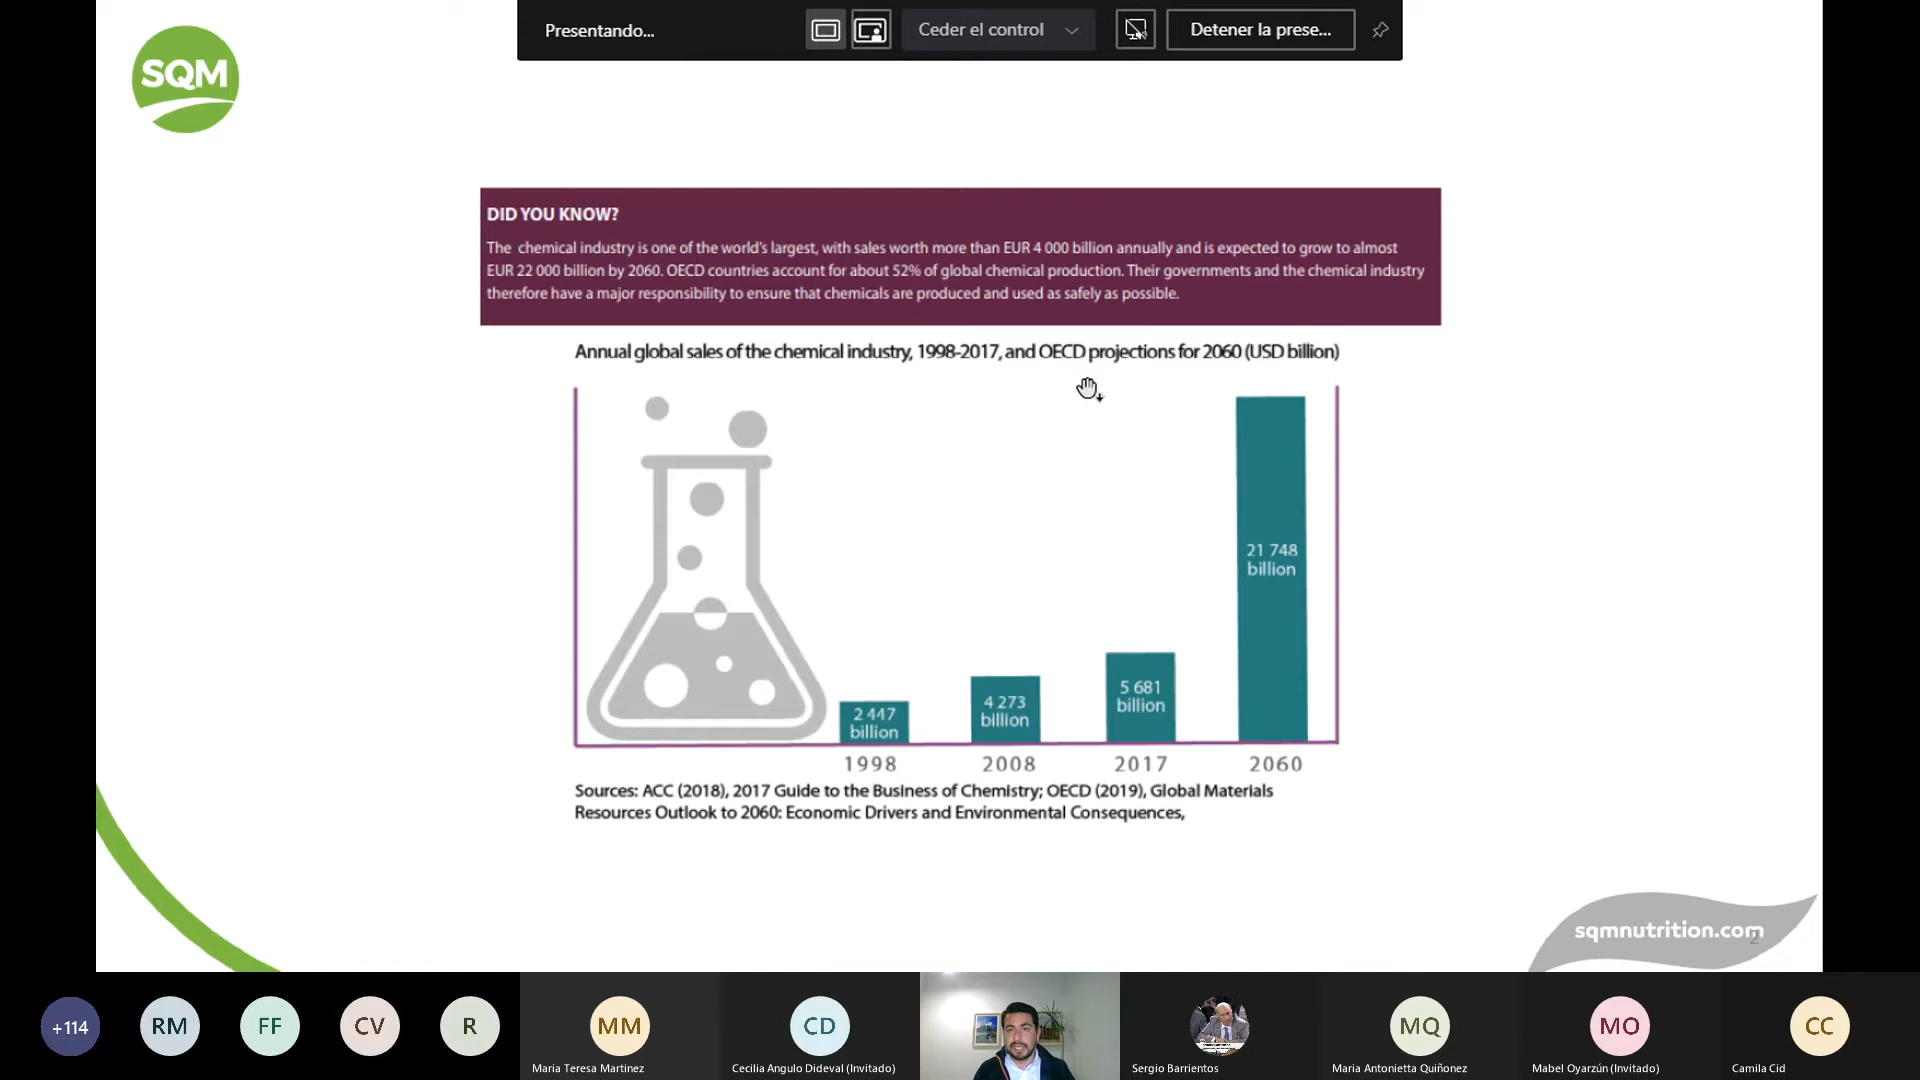 Presentando...
Ceder el control
Detener la prese...
SQM
DID YOU KNOW?
The chemical industry is one of the world's largest, with sales worth more than EUR 4 000 billion annually and is expected to grow to almost
EUR 22 000 billion by 2060. OECD countries account for about 52% of global chemical production. Their governments and the chemical industry
therefore have a major responsibility to ensure that chemicals are produced and used as safely as possible.
Annual global sales of the chemical industry, 1998-2017, and OECD projections for 2060 (USD billion)
2 447
billion
4 273
billion
5 681
billion
21 748
billion
1998
2008
2017
2060
Sources: ACC (2018), 2017 Guide to the Business of Chemistry; OECD (2019), Global Materials
Resources Outlook to 2060: Economic Drivers and Environmental Consequences,
sqmnutrition.com
2
+114
RM
FF
CV
R
MM
Maria Teresa Martinez
CD
Cecilia Angulo Dideval (Invitado)
Sergio Barrientos
MQ
Maria Antonietta Quiñonez
MO
Mabel Oyarzún (Invitado)
CC
Camila Cid